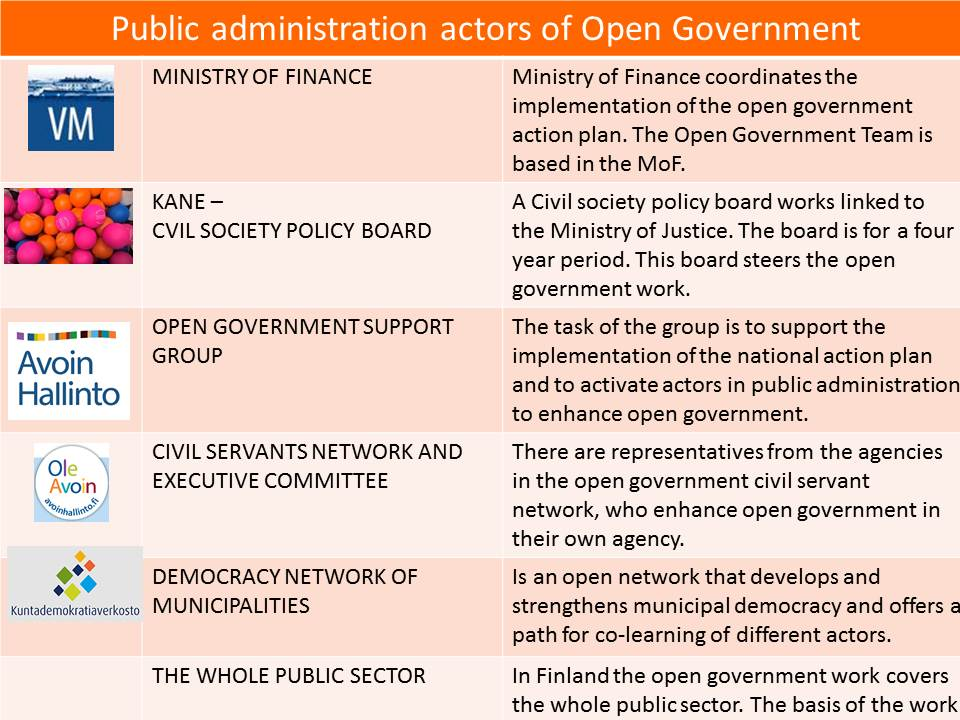 Public administration actors of Open Government
VM
MINISTRY OF FINANCE
Ministry of Finance coordinates the
implementation of the open government
action plan. The Open Government Team is
based in the MoF.
KANE –
CVIL SOCIETY POLICY BOARD
A Civil society policy board works linked to
the Ministry of Justice. The board is for a four
year period. This board steers the open
government work.
Avoin
Hallinto
OPEN GOVERNMENT SUPPORT
GROUP
The task of the group is to support the
implementation of the national action plan
and to activate actors in public administration
to enhance open government.
Ole
Avoin
avoinhallinto.fi
CIVIL SERVANTS NETWORK AND
EXECUTIVE COMMITTEE
There are representatives from the agencies
in the open government civil servant
network, who enhance open government in
their own agency.
Kuntademokratiaverkosto
DEMOCRACY NETWORK OF
MUNICIPALITIES
Is an open network that develops and
strengthens municipal democracy and offers a
path for co-learning of different actors.
THE WHOLE PUBLIC SECTOR
In Finland the open government work covers
the whole public sector. The basis of the work